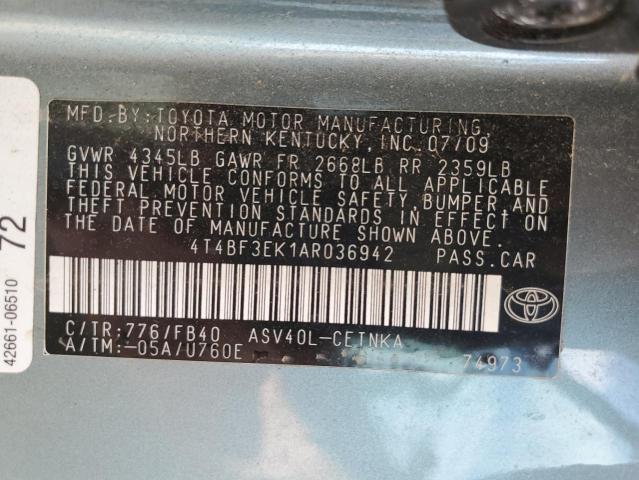 MFD. BY: TOYOTA MOTOR MANUFACTURING,
NORTHERN KENTUCKY, INC. 07/09
GVWR 4345LB GAWR FR 2668LB RR 2359LB
THIS VEHICLE CONFORMS TO ALL APPLICABLE
FEDERAL MOTOR VEHICLE SAFETY, BUMPER AND
THEFT PREVENTION STANDARDS IN EFFECT ON
THE DATE OF MANUFACTURE SHOWN ABOVE.
4T4BF3EK1AR036942 PASS. CAR
C/TR: 776/FB40 ASV40L-CETNKA
A/TM: -05A/U760E
74973
42661-06510
72